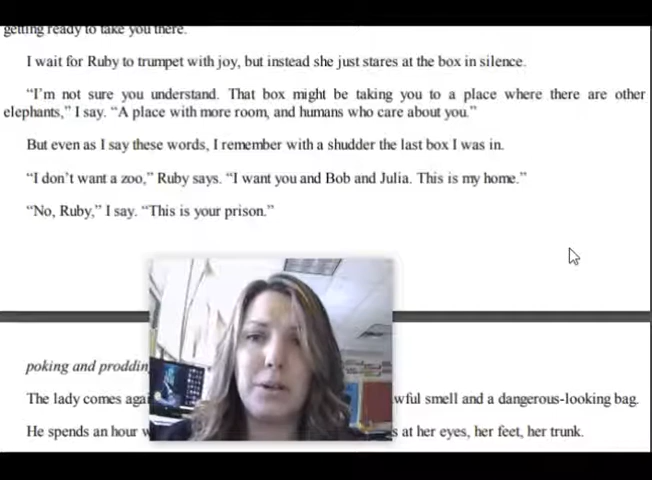 getting ready to take you there.
I wait for Ruby to trumpet with joy, but instead she just stares at the box in silence.
“I’m not sure you understand. That box might be taking you to a place where there are other
elephants,” I say. “A place with more room, and humans who care about you.”
But even as I say these words, I remember with a shudder the last box I was in.
“I don’t want a zoo,” Ruby says. “I want you and Bob and Julia. This is my home.”
“No, Ruby,” I say. “This is your prison.”
poking and
The lady comes smell and a dangerous-looking bag.
He spends an hour at her eyes, her feet, her trunk.